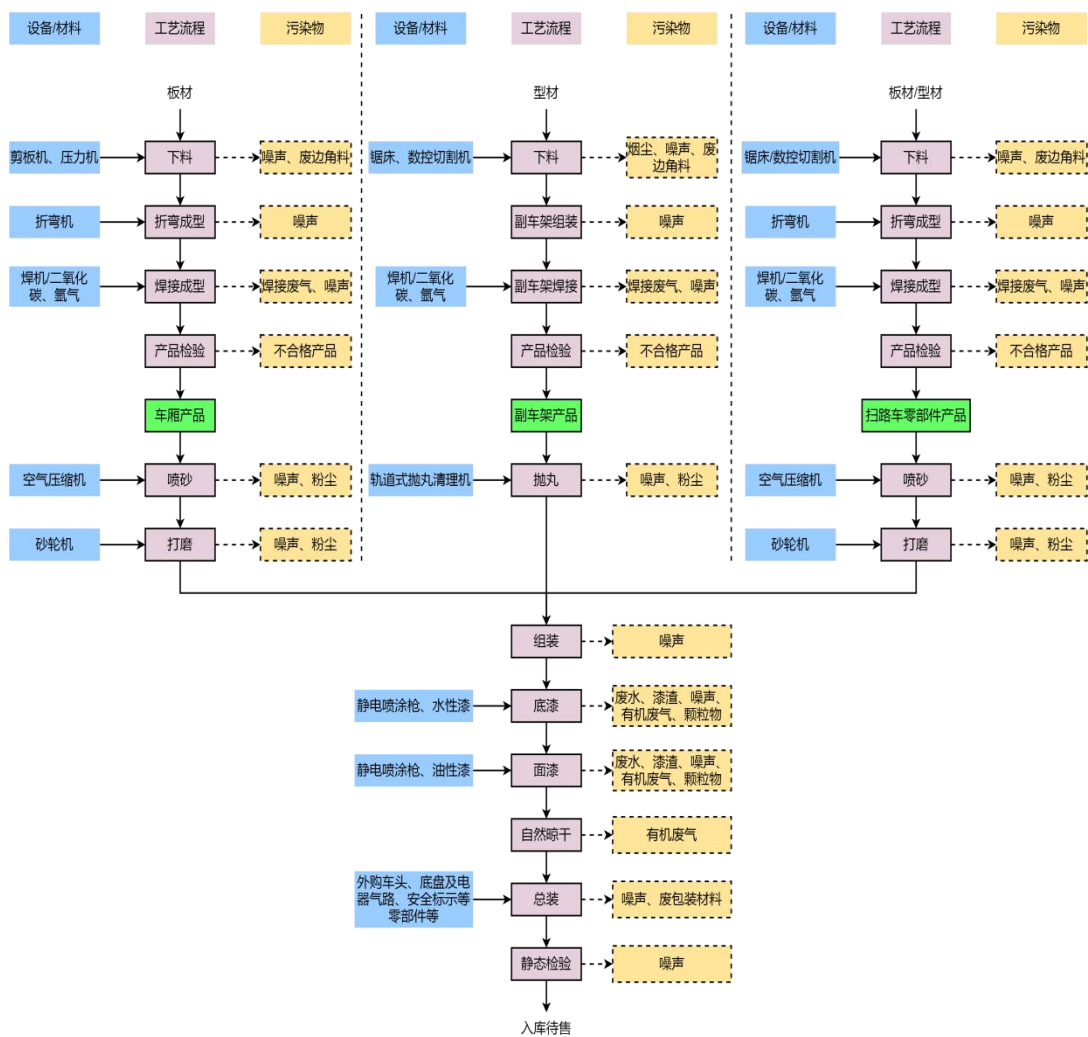 设备/材料
工艺流程
污染物
设备/材料
工艺流程
污染物
设备/材料
工艺流程
污染物
板材
型材
板材/型材
剪板机、压力机
下料
噪声、废边角料
锯床、数控切割机
下料
烟尘、噪声、废
边角料
锯床/数控切割机
下料
噪声、废边角料
折弯机
折弯成型
噪声
副车架组装
噪声
折弯机
折弯成型
噪声
焊机/二氧化
碳、氩气
焊接成型
焊接废气、噪声
焊机/二氧化
碳、氩气
副车架焊接
焊接废气、噪声
焊机/二氧化
碳、氩气
焊接成型
焊接废气、噪声
产品检验
不合格产品
产品检验
不合格产品
产品检验
不合格产品
车厢产品
副车架产品
扫路车零部件产品
空气压缩机
喷砂
噪声、粉尘
轨道式抛丸清理机
抛丸
噪声、粉尘
空气压缩机
喷砂
噪声、粉尘
砂轮机
打磨
噪声、粉尘
砂轮机
打磨
噪声、粉尘
组装
噪声
静电喷涂枪、水性漆
底漆
废水、漆渣、噪声、
有机废气、颗粒物
静电喷涂枪、油性漆
面漆
废水、漆渣、噪声、
有机废气、颗粒物
自然晾干
有机废气
外购车头、底盘及电
器气路、安全标示等
零部件等
总装
噪声、废包装材料
静态检验
噪声
入库待售